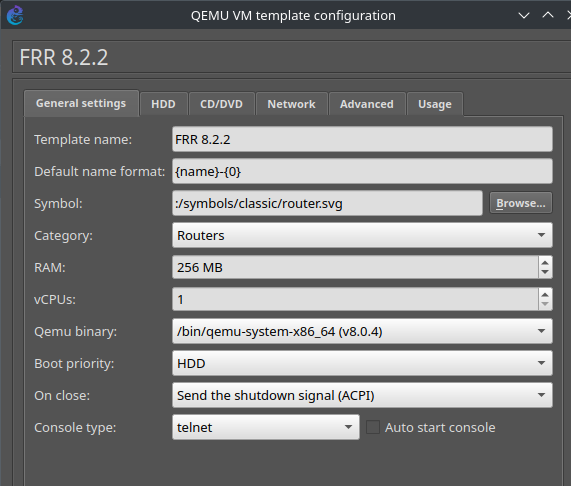 QEMU VM template configuration
FRR 8.2.2
General settings HDD CD/DVD Network Advanced Usage
Template name: FRR 8.2.2
Default name format: {name}-{0}
Symbol: :/symbols/classic/router.svg Browse...
Category: Routers
RAM: 256 MB
vCPUs: 1
Qemu binary: /bin/qemu-system-x86_64 (v8.0.4)
Boot priority: HDD
On close: Send the shutdown signal (ACPI)
Console type: telnet Auto start console